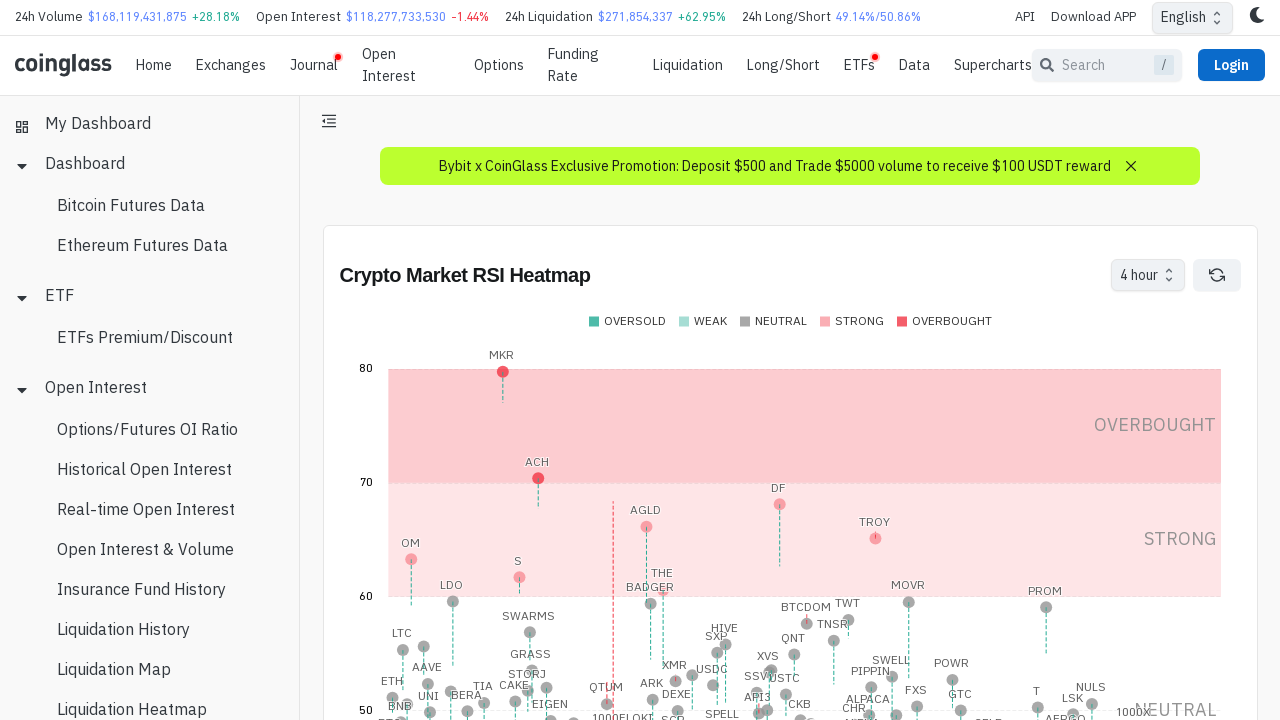 24h Volume $168,119,431,875 +28.18% Open Interest $118,277,733,530 -1.44% 24h Liquidation $271,854,337 +62.95% 24h Long/Short 49.14%/50.86% API Download APP English
coinglass Home Exchanges Journal Open Interest Options Funding Rate Liquidation Long/Short ETFs Data Supercharts Search / Login
My Dashboard
Dashboard
Bitcoin Futures Data
Ethereum Futures Data
ETF
ETFs Premium/Discount
Open Interest
Options/Futures OI Ratio
Historical Open Interest
Real-time Open Interest
Open Interest & Volume
Insurance Fund History
Liquidation History
Liquidation Map
Liquidation Heatmap
Bybit x CoinGlass Exclusive Promotion: Deposit $500 and Trade $5000 volume to receive $100 USDT reward
Crypto Market RSI Heatmap
4 hour
OVERSOLD WEAK NEUTRAL STRONG OVERBOUGHT
MKR
80
OVERBOUGHT
ACH
70
DF
AGLD
TROY
STRONG
OM
S
THE
LDO BADGER MOVR
PROM
60
BTCDOM TWT
SWARMS
TNSR
HIVE
LTC SXP QNT
GRASS XVS
AAVE XMR USDC SWELL POWR
STORJ SSV USTC PIPPIN
ETH TIA CAKE QTUM ARK T NULS
UNI BERA DEXE API3 ALPACA FXS GTC LSK
BNB EIGEN CKB CHR
50
1000X NEUTRAL
SPELL